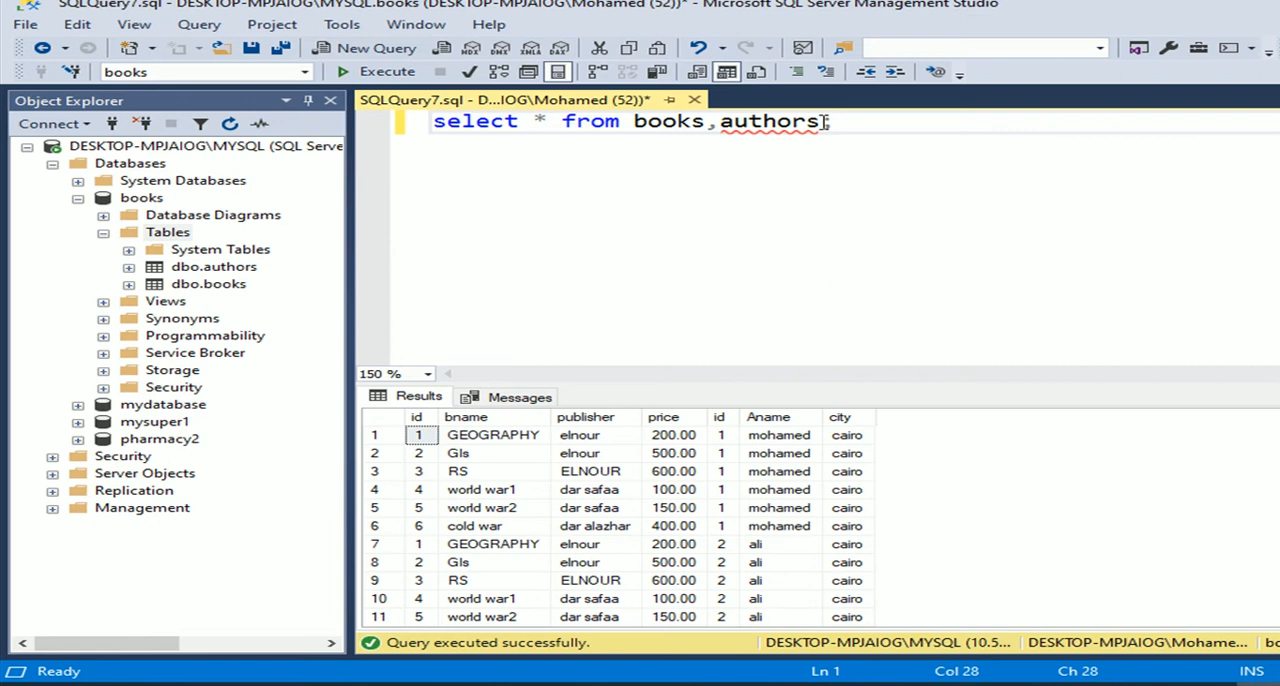 SQLQuery7.sql - DESKTOP-MPJAIOG\MYSQL.books (DESKTOP-MPJAIOG\Mohamed (52))* - Microsoft SQL Server Management Studio
File Edit View Query Project Tools Window Help
New Query MDX DMX XMLA DAX
books Execute
Object Explorer
SQLQuery7.sql - D...IOG\Mohamed (52))*
Connect
select * from books,authors;
DESKTOP-MPJAIOG\MYSQL (SQL Serve
Databases
System Databases
books
Database Diagrams
Tables
System Tables
dbo.authors
dbo.books
Views
Synonyms
Programmability
Service Broker
Storage
Security
mydatabase
mysuper1
pharmacy2
Security
Server Objects
Replication
Management
150 %
Results Messages
id bname publisher price id Aname city
1 1 GEOGRAPHY elnour 200.00 1 mohamed cairo
2 2 GIs elnour 500.00 1 mohamed cairo
3 3 RS ELNOUR 600.00 1 mohamed cairo
4 4 world war1 dar safaa 100.00 1 mohamed cairo
5 5 world war2 dar safaa 150.00 1 mohamed cairo
6 6 cold war dar alazhar 400.00 1 mohamed cairo
7 1 GEOGRAPHY elnour 200.00 2 ali cairo
8 2 GIs elnour 500.00 2 ali cairo
9 3 RS ELNOUR 600.00 2 ali cairo
10 4 world war1 dar safaa 100.00 2 ali cairo
11 5 world war2 dar safaa 150.00 2 ali cairo
Query executed successfully. DESKTOP-MPJAIOG\MYSQL (10.5... DESKTOP-MPJAIOG\Mohame... bo
Ready Ln 1 Col 28 Ch 28 INS